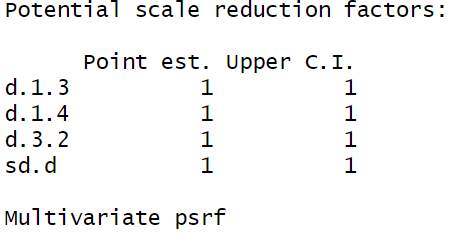 Potential scale reduction factors:
Point est. Upper C.I.
d.1.3 1 1
d.1.4 1 1
d.3.2 1 1
sd.d 1 1
Multivariate psrf